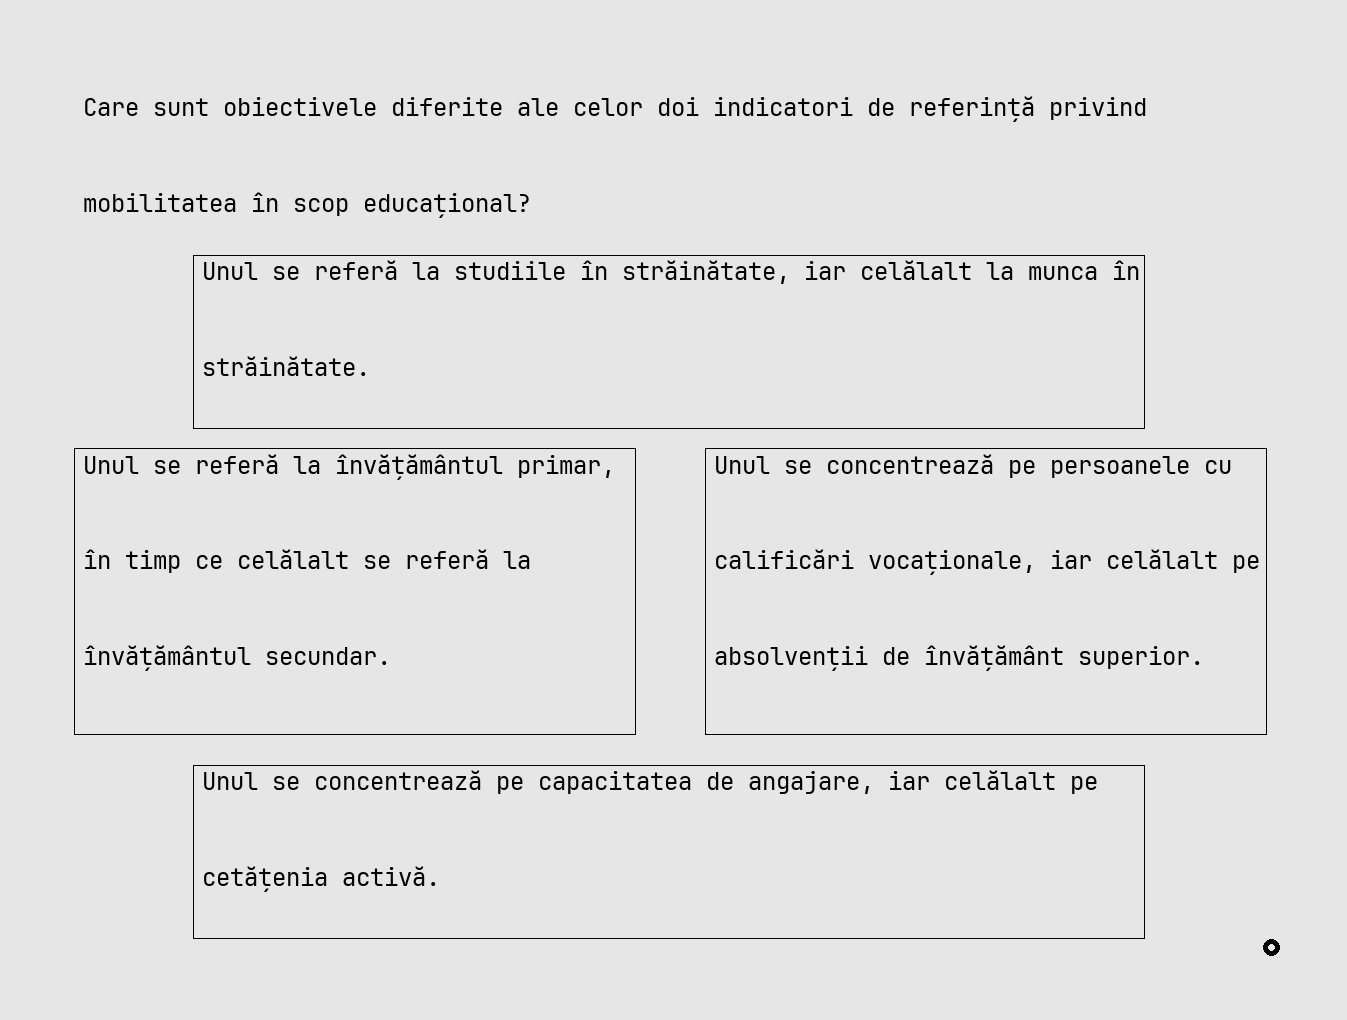 Care sunt obiectivele diferite ale celor doi indicatori de referință privind
mobilitatea în scop educațional?
Unul se referă la studiile în străinătate, iar celălalt la munca în
străinătate.
Unul se referă la învățământul primar,
în timp ce celălalt se referă la
învățământul secundar.
Unul se concentrează pe persoanele cu
calificări vocaționale, iar celălalt pe
absolvenții de învățământ superior.
Unul se concentrează pe capacitatea de angajare, iar celălalt pe
cetățenia activă.